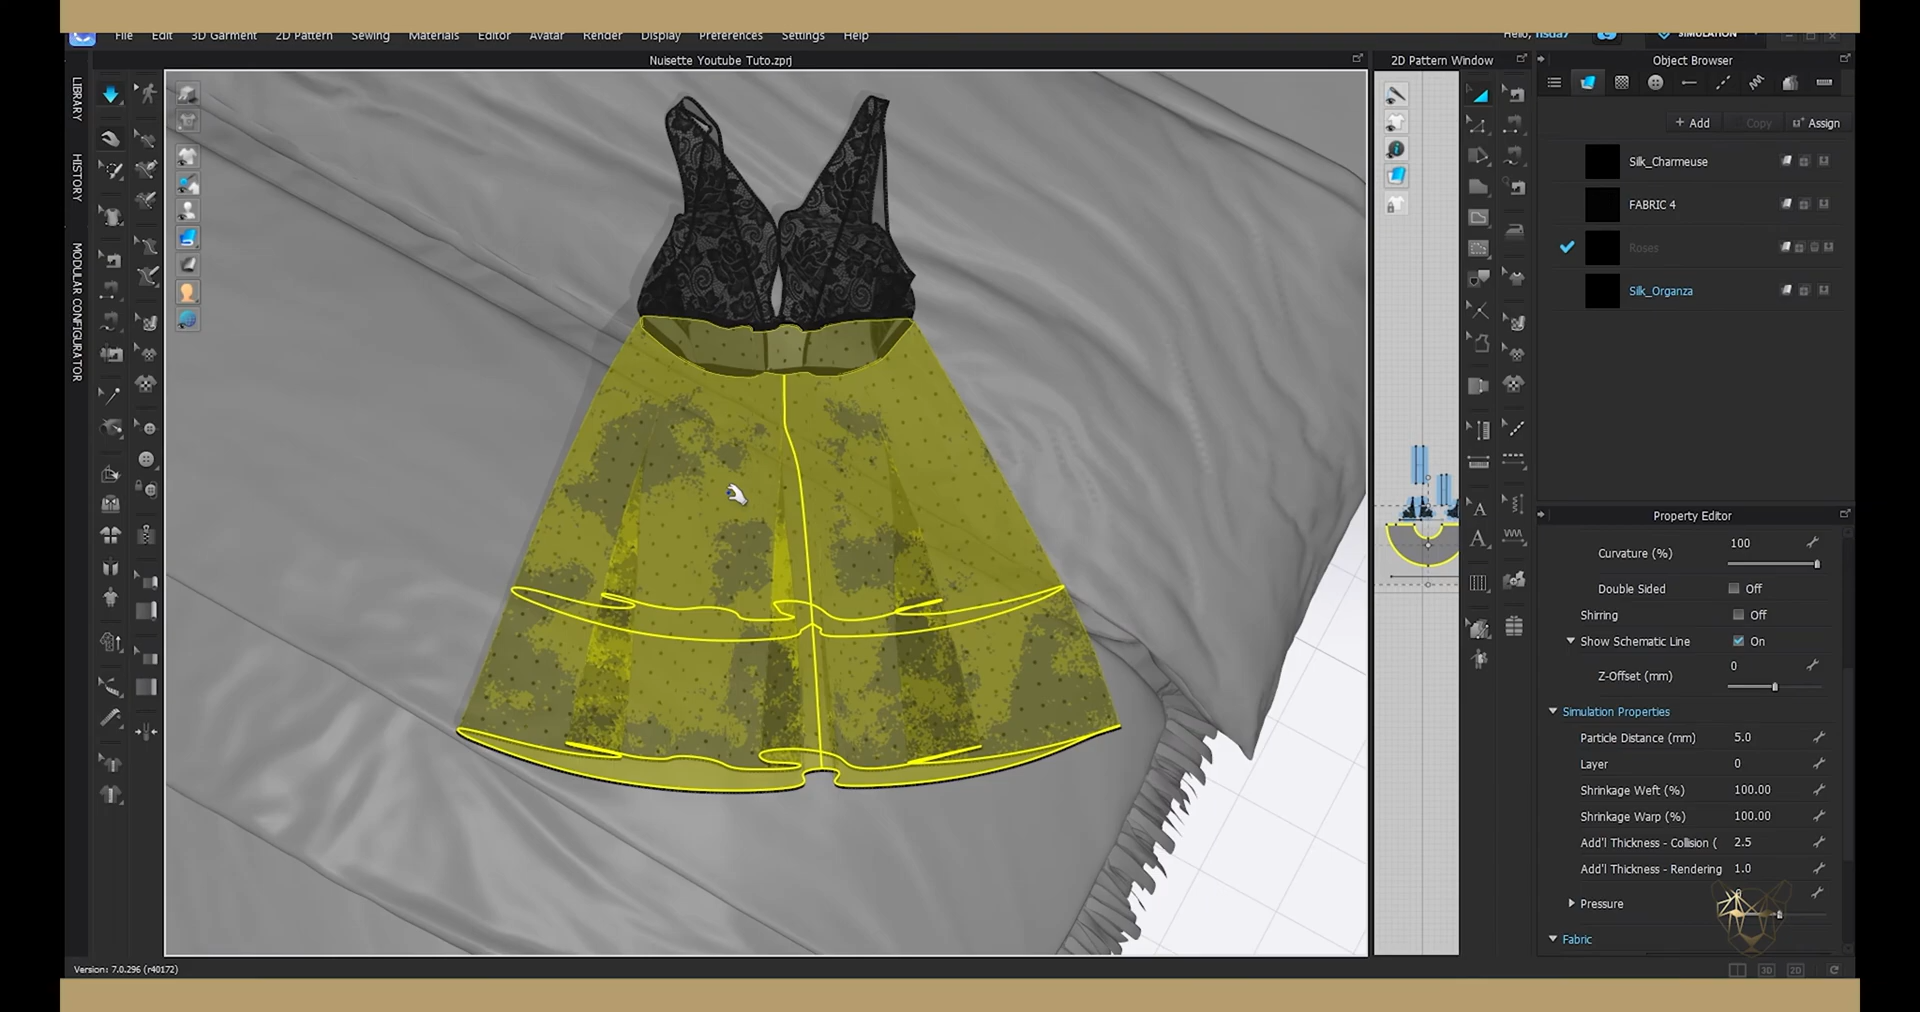 File Edit 3D Garment 2D Pattern Sewing Materials Editor Avatar Render Display Preferences Settings Help
Hello, SIMULATION
Nuisette Youtube Tuto.zprj
2D Pattern Window
Object Browser
LIBRARY
HISTORY
MODULAR CONFIGURATOR
+ Add Copy Assign
Silk_Charmeuse
FABRIC 4
Roses
Silk_Organza
Property Editor
Curvature (%) 100
Double Sided Off
Shirring Off
Show Schematic Line On
Z-Offset (mm) 0
Simulation Properties
Particle Distance (mm) 5.0
Layer 0
Shrinkage Weft (%) 100.00
Shrinkage Warp (%) 100.00
Add'l Thickness - Collision ( 2.5
Add'l Thickness - Rendering 1.0
Pressure
Fabric
A
A
Version: 7.0.296 (r40172)
3D 2D